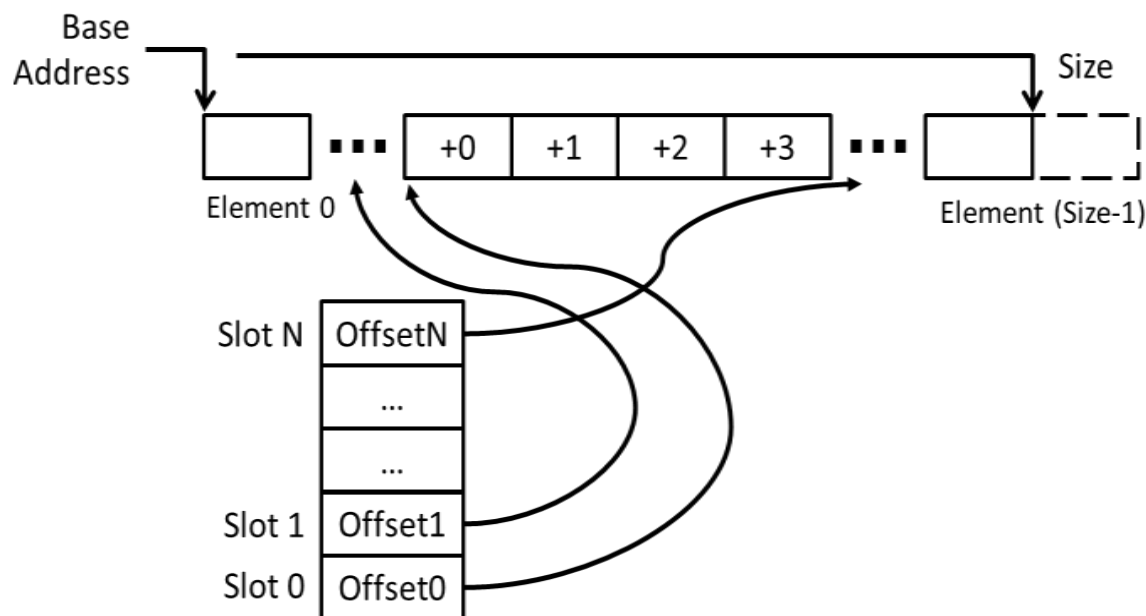 Base
Address
Size
+0 +1 +2 +3
Element 0
Element (Size-1)
Slot N OffsetN
...
...
Slot 1 Offset1
Slot 0 Offset0